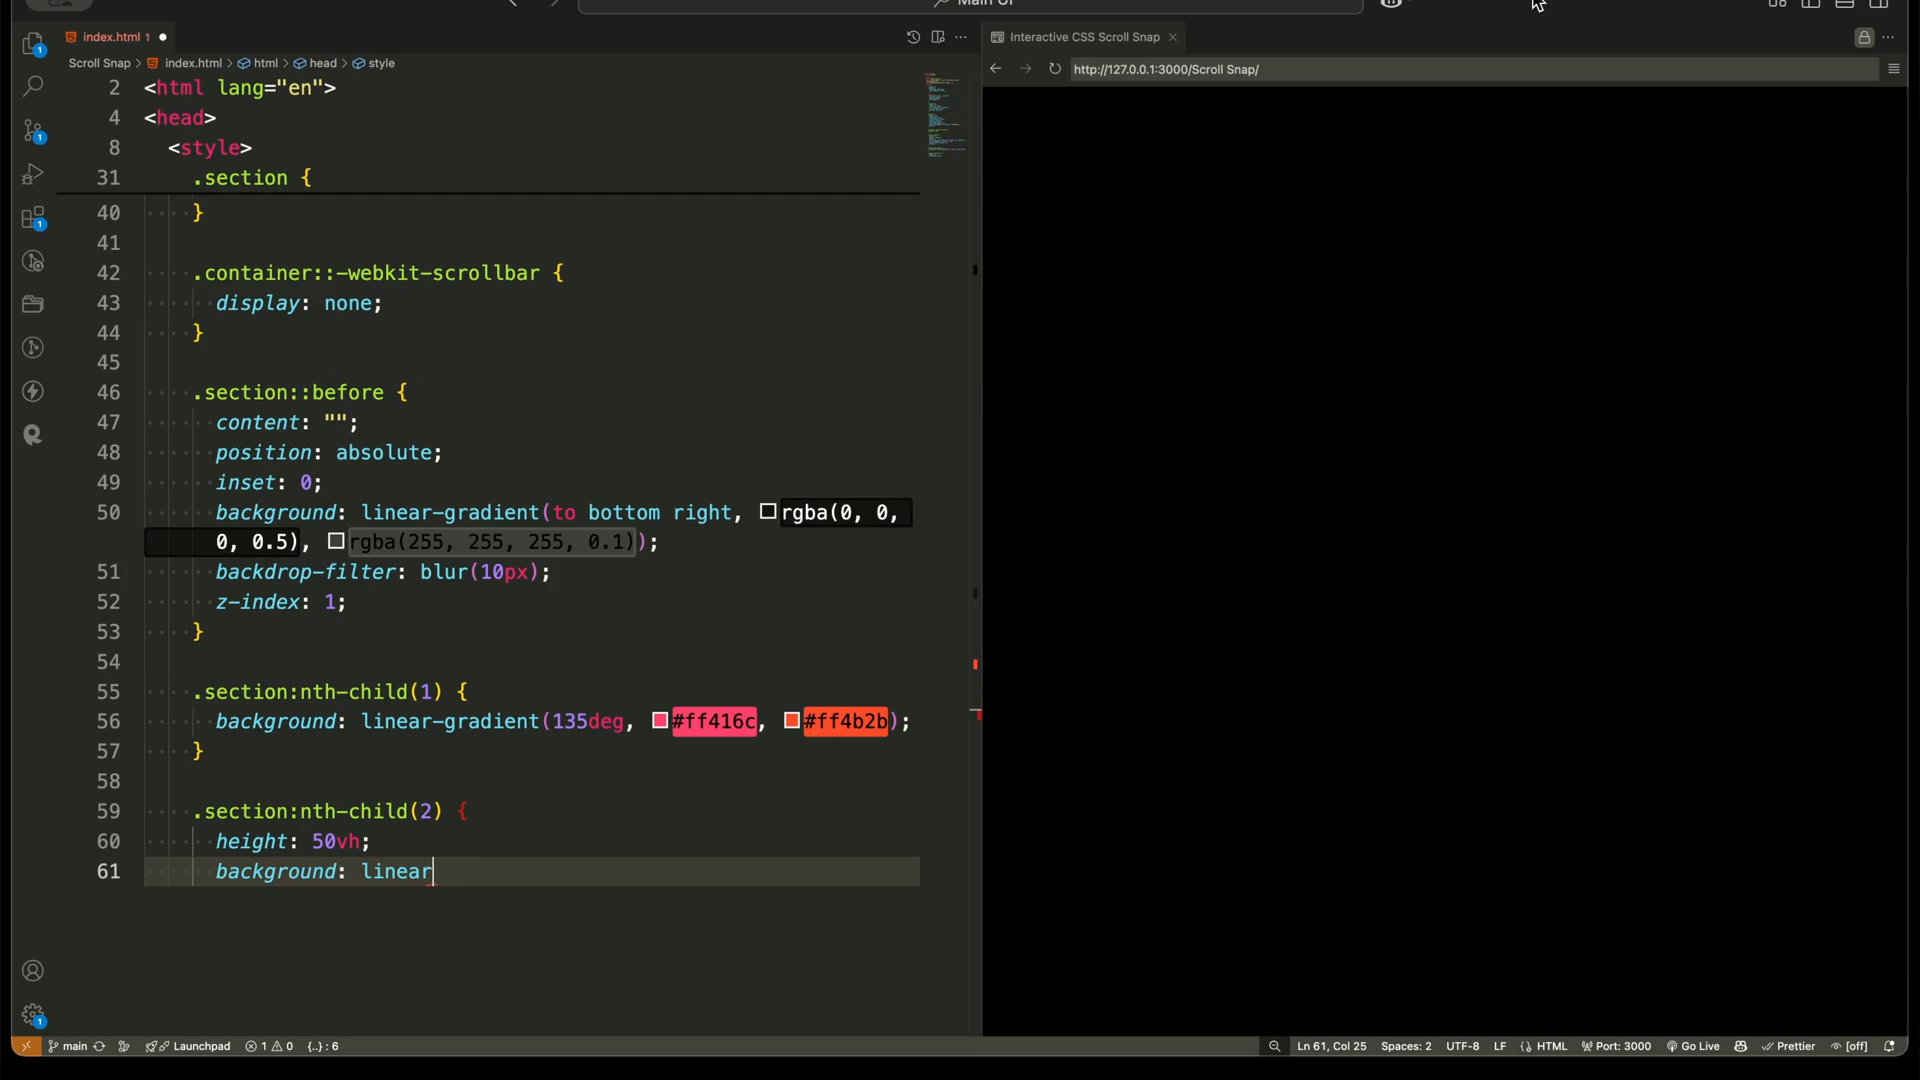 Main UI
index.html 1
Interactive CSS Scroll Snap
Scroll Snap > index.html > html > head > style
http://127.0.0.1:3000/Scroll Snap/
2 <html lang="en">
4 <head>
8 <style>
31 .section {
40 }
41
42 .container::-webkit-scrollbar {
43 display: none;
44 }
45
46 .section::before {
47 content: "";
48 position: absolute;
49 inset: 0;
50 background: linear-gradient(to bottom right, rgba(0, 0,
0, 0.5), rgba(255, 255, 255, 0.1));
51 backdrop-filter: blur(10px);
52 z-index: 1;
53 }
54
55 .section:nth-child(1) {
56 background: linear-gradient(135deg, #ff416c, #ff4b2b);
57 }
58
59 .section:nth-child(2) {
60 height: 50vh;
61 background: linear
1
1
1
1
main Launchpad 1 0 {..} : 6 Ln 61, Col 25 Spaces: 2 UTF-8 LF HTML Port: 3000 Go Live Prettier [off]